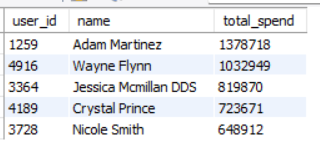 user_id name total_spend
1259 Adam Martinez 1378718
4916 Wayne Flynn 1032949
3364 Jessica Mcmillan DDS 819870
4189 Crystal Prince 723671
3728 Nicole Smith 648912